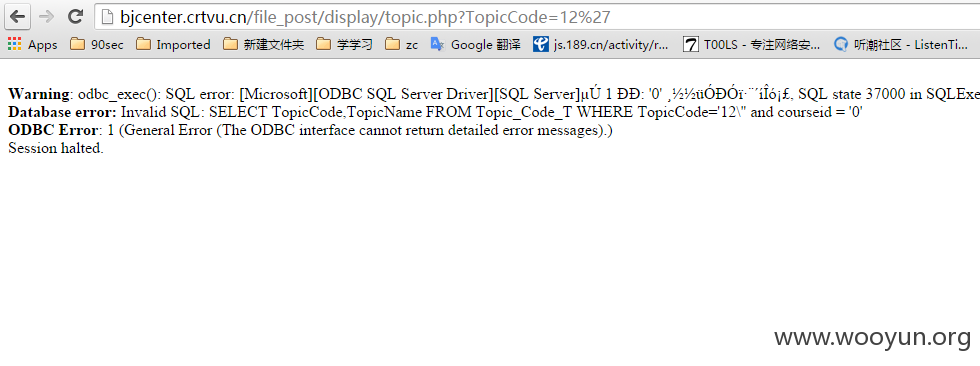 bjcenter.crtvu.cn/file_post/display/topic.php?TopicCode=12%27
Apps 90sec Imported 新建文件夹 学学习 zc Google 翻译 js.189.cn/activity/r... T00LS - 专注网络安... 听潮社区 - ListenTi...
Warning: odbc_exec(): SQL error: [Microsoft][ODBC SQL Server Driver][SQL Server]µÚ 1 ÐÐ: '0' ¸½½üÓÐÓï·¨´íÎó¡£, SQL state 37000 in SQLExe
Database error: Invalid SQL: SELECT TopicCode,TopicName FROM Topic_Code_T WHERE TopicCode='12\'' and courseid = '0'
ODBC Error: 1 (General Error (The ODBC interface cannot return detailed error messages).)
Session halted.
www.wooyun.org